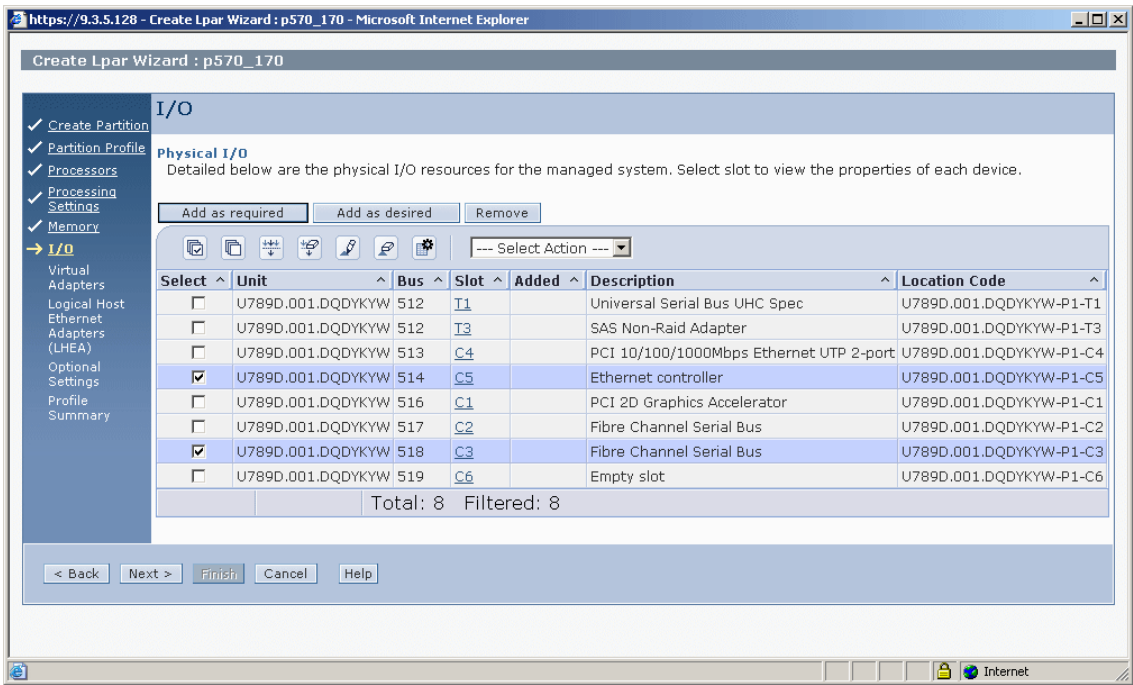 https://9.3.5.128 - Create Lpar Wizard : p570_170 - Microsoft Internet Explorer
Create Lpar Wizard : p570_170
Create Partition
Partition Profile
Processors
Processing
Settings
Memory
I/O
Virtual
Adapters
Logical Host
Ethernet
Adapters
(LHEA)
Optional
Settings
Profile
Summary
I/O
Physical I/O
Detailed below are the physical I/O resources for the managed system. Select slot to view the properties of each device.
Add as required Add as desired Remove
--- Select Action ---
Select ^ Unit ^ Bus ^ Slot ^ Added ^ Description ^ Location Code ^
U789D.001.DQDYKYW 512 T1 Universal Serial Bus UHC Spec U789D.001.DQDYKYW-P1-T1
U789D.001.DQDYKYW 512 T3 SAS Non-Raid Adapter U789D.001.DQDYKYW-P1-T3
U789D.001.DQDYKYW 513 C4 PCI 10/100/1000Mbps Ethernet UTP 2-port U789D.001.DQDYKYW-P1-C4
U789D.001.DQDYKYW 514 C5 Ethernet controller U789D.001.DQDYKYW-P1-C5
U789D.001.DQDYKYW 516 C1 PCI 2D Graphics Accelerator U789D.001.DQDYKYW-P1-C1
U789D.001.DQDYKYW 517 C2 Fibre Channel Serial Bus U789D.001.DQDYKYW-P1-C2
U789D.001.DQDYKYW 518 C3 Fibre Channel Serial Bus U789D.001.DQDYKYW-P1-C3
U789D.001.DQDYKYW 519 C6 Empty slot U789D.001.DQDYKYW-P1-C6
Total: 8 Filtered: 8
< Back Next > Finish Cancel Help
Internet